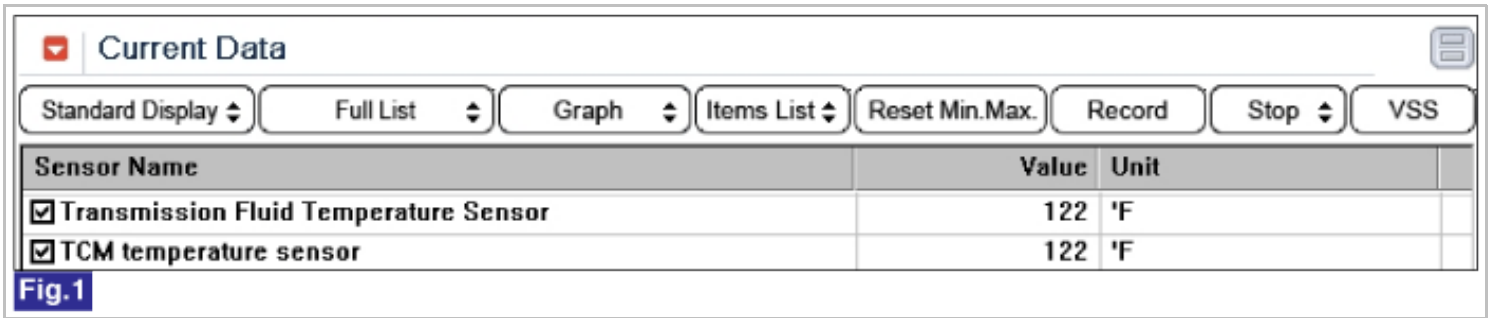 Current Data
Standard Display Full List Graph Items List Reset Min.Max. Record Stop VSS
Sensor Name Value Unit
Transmission Fluid Temperature Sensor 122 'F
TCM temperature sensor 122 'F
Fig.1